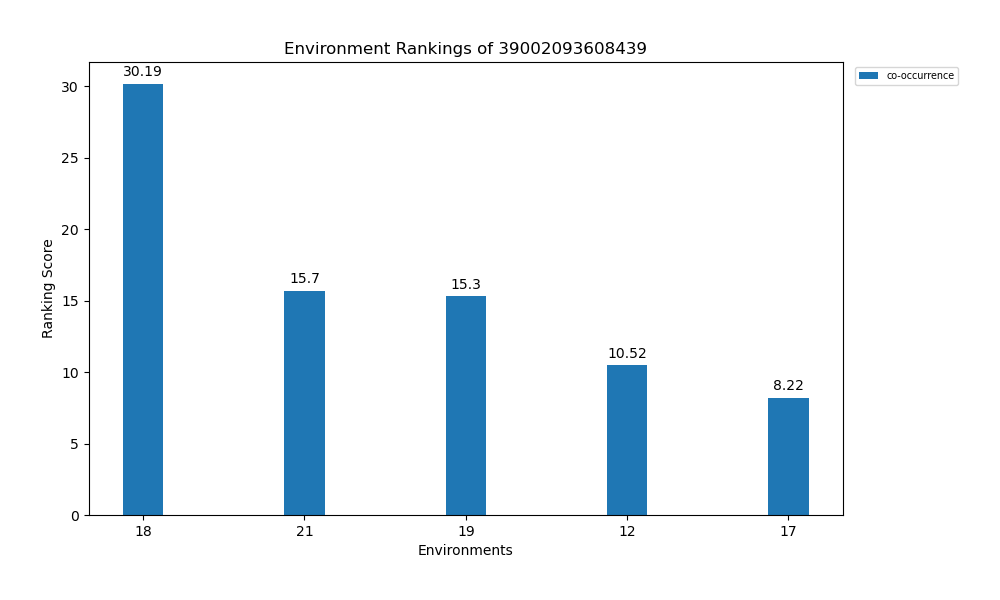 Environment Rankings of 39002093608439
co-occurrence
30.19
15.7
15.3
10.52
8.22
Ranking Score
30
25
20
15
10
5
0
18 21 19 12 17
Environments